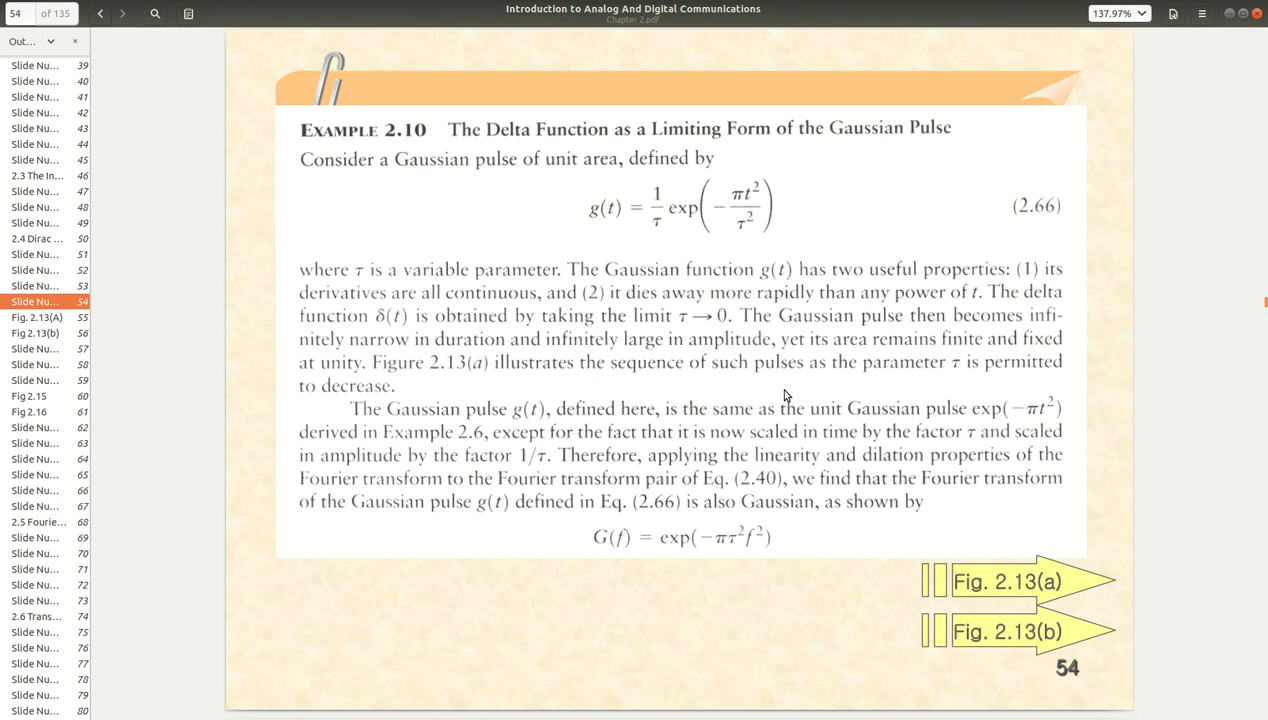 54 of 135
Introduction to Analog And Digital Communications
Chapter 2.pdf
137.97%
Out...
Slide Nu... 39
Slide Nu... 40
Slide Nu... 41
Slide Nu... 42
Slide Nu... 43
Slide Nu... 44
Slide Nu... 45
2.3 The In... 46
Slide Nu... 47
Slide Nu... 48
Slide Nu... 49
2.4 Dirac ... 50
Slide Nu... 51
Slide Nu... 52
Slide Nu... 53
Slide Nu... 54
Fig. 2.13(A) 55
Fig 2.13(b) 56
Slide Nu... 57
Slide Nu... 58
Slide Nu... 59
Fig 2.15 60
Fig 2.16 61
Slide Nu... 62
Slide Nu... 63
Slide Nu... 64
Slide Nu... 65
Slide Nu... 66
Slide Nu... 67
2.5 Fourie... 68
Slide Nu... 69
Slide Nu... 70
Slide Nu... 71
Slide Nu... 72
Slide Nu... 73
2.6 Trans... 74
Slide Nu... 75
Slide Nu... 76
Slide Nu... 77
Slide Nu... 78
Slide Nu... 79
Slide Nu... 80
EXAMPLE 2.10 The Delta Function as a Limiting Form of the Gaussian Pulse
Consider a Gaussian pulse of unit area, defined by
g(t) = 1/τ exp(−πt²/τ²) (2.66)
where τ is a variable parameter. The Gaussian function g(t) has two useful properties: (1) its
derivatives are all continuous, and (2) it dies away more rapidly than any power of t. The delta
function δ(t) is obtained by taking the limit τ → 0. The Gaussian pulse then becomes infi-
nitely narrow in duration and infinitely large in amplitude, yet its area remains finite and fixed
at unity. Figure 2.13(a) illustrates the sequence of such pulses as the parameter τ is permitted
to decrease.
The Gaussian pulse g(t), defined here, is the same as the unit Gaussian pulse exp(−πt²)
derived in Example 2.6, except for the fact that it is now scaled in time by the factor τ and scaled
in amplitude by the factor 1/τ. Therefore, applying the linearity and dilation properties of the
Fourier transform to the Fourier transform pair of Eq. (2.40), we find that the Fourier transform
of the Gaussian pulse g(t) defined in Eq. (2.66) is also Gaussian, as shown by
G(f) = exp(−πτ²f²)
Fig. 2.13(a)
Fig. 2.13(b)
54